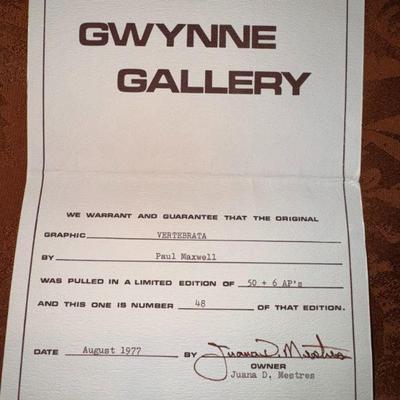 GWYNNE
GALLERY
WE WARRANT AND GUARANTEE THAT THE ORIGINAL
GRAPHIC VERTEBRATA
BY Paul Maxwell
WAS PULLED IN A LIMITED EDITION OF 50 + 6 AP's
AND THIS ONE IS NUMBER 48 OF THAT EDITION.
DATE August 1977 BY Juana D. Mestres
OWNER
Juana D. Mestres